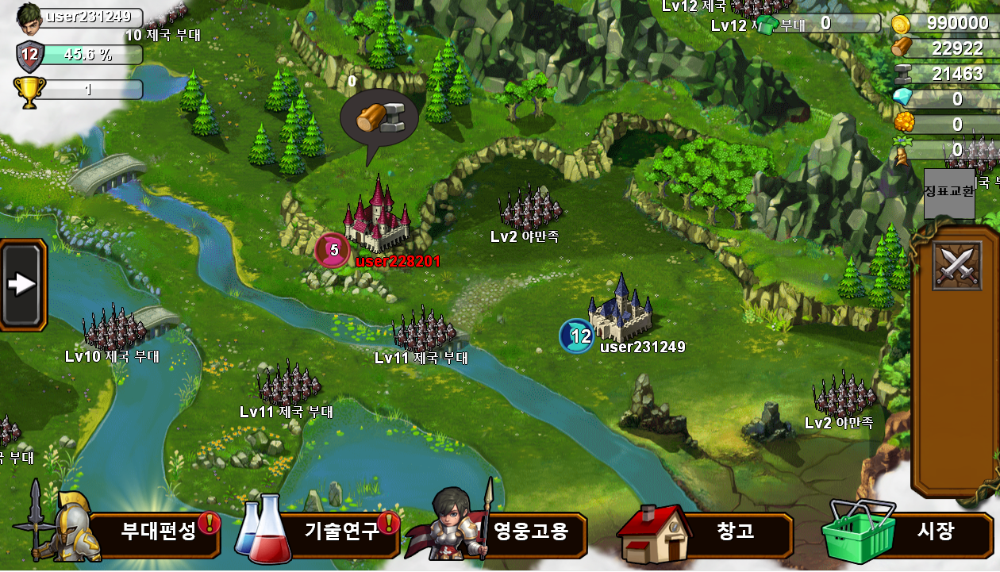 user231249
10 제국 부대
12
45.6 %
1
Lv12 제국
Lv12 제
부대
0
990000
22922
21463
0
0
0
징표교환
0
Lv2 야만족
5
user228201
12
user231249
Lv10 제국 부대
Lv11 제국 부대
Lv11 제국 부대
Lv2 야만족
부대
부대편성
기술연구
영웅고용
창고
시장